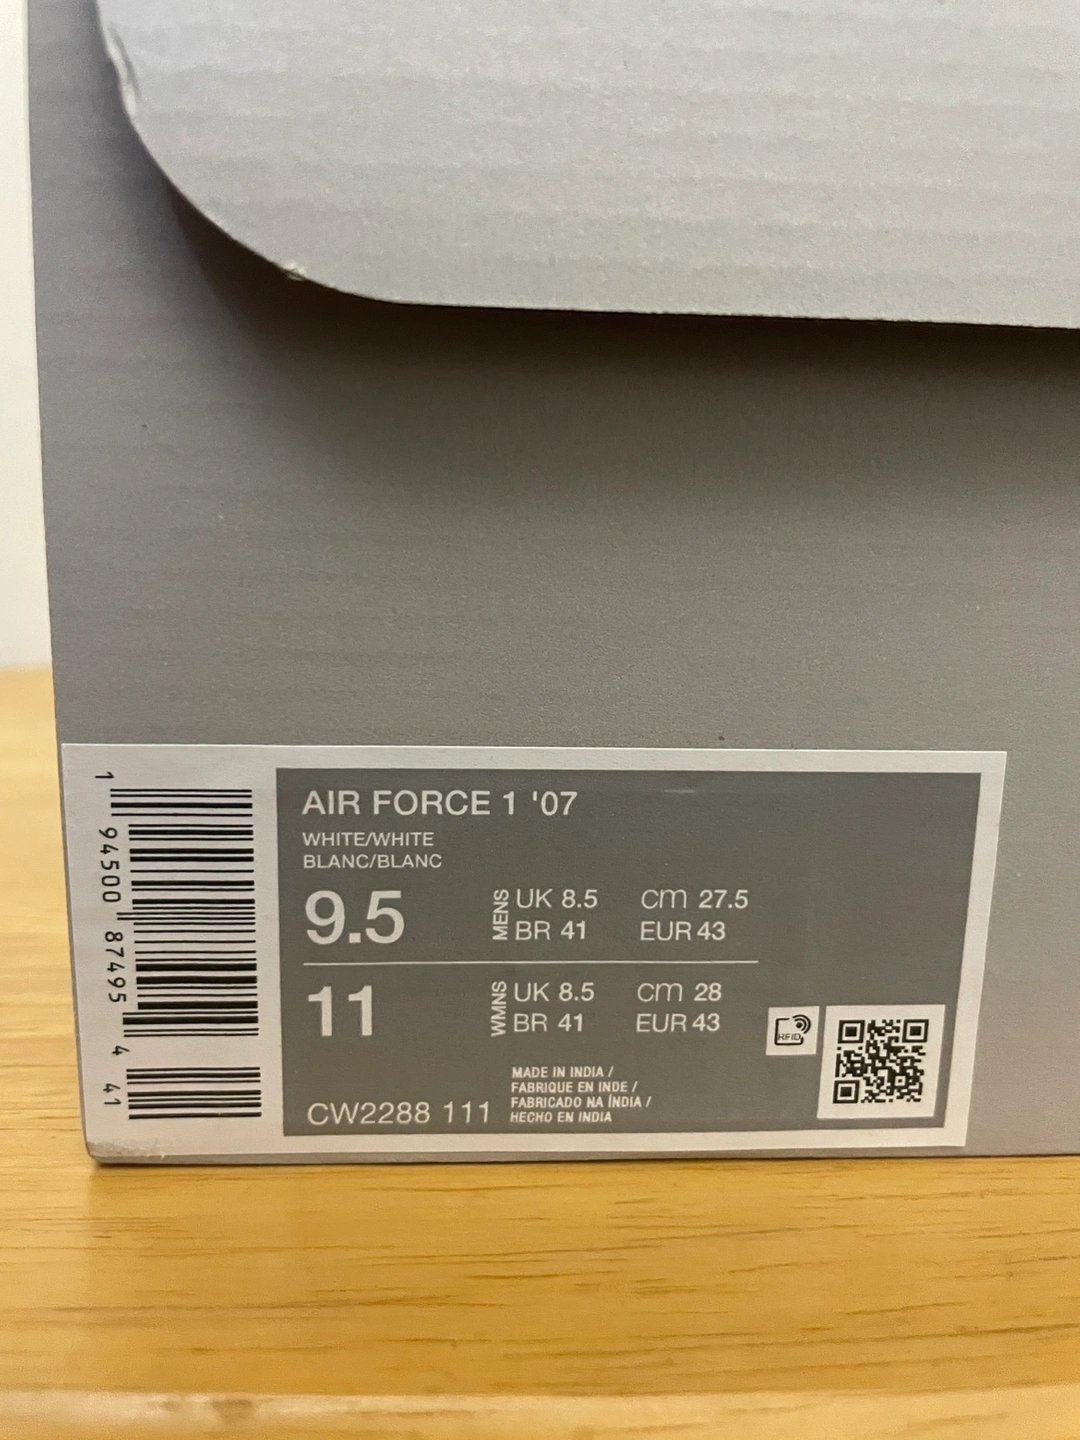 AIR FORCE 1 '07
WHITE/WHITE
BLANC/BLANC
9.5
MENS
UK 8.5 cm 27.5
BR 41 EUR 43
11
WMNS
UK 8.5 cm 28
BR 41 EUR 43
RFID
MADE IN INDIA /
FABRIQUE EN INDE /
FABRICADO NA ÍNDIA /
HECHO EN INDIA
CW2288 111
1 94500 87495 4 41